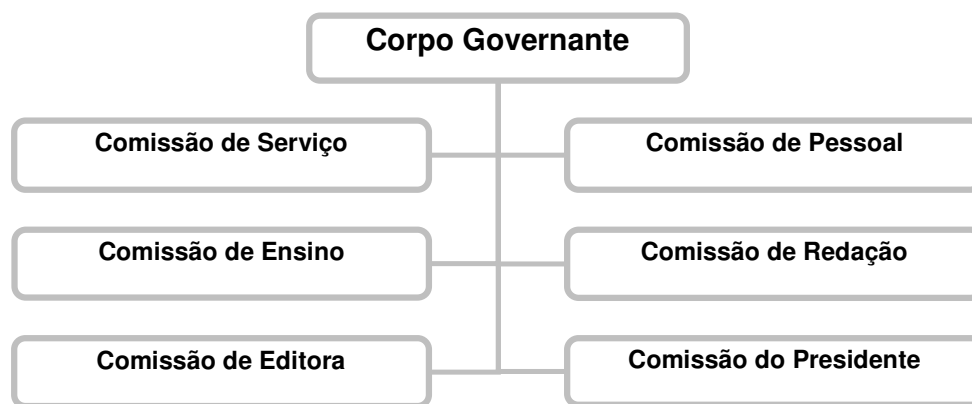 Corpo Governante
Comissão de Serviço
Comissão de Pessoal
Comissão de Ensino
Comissão de Redação
Comissão de Editora
Comissão do Presidente